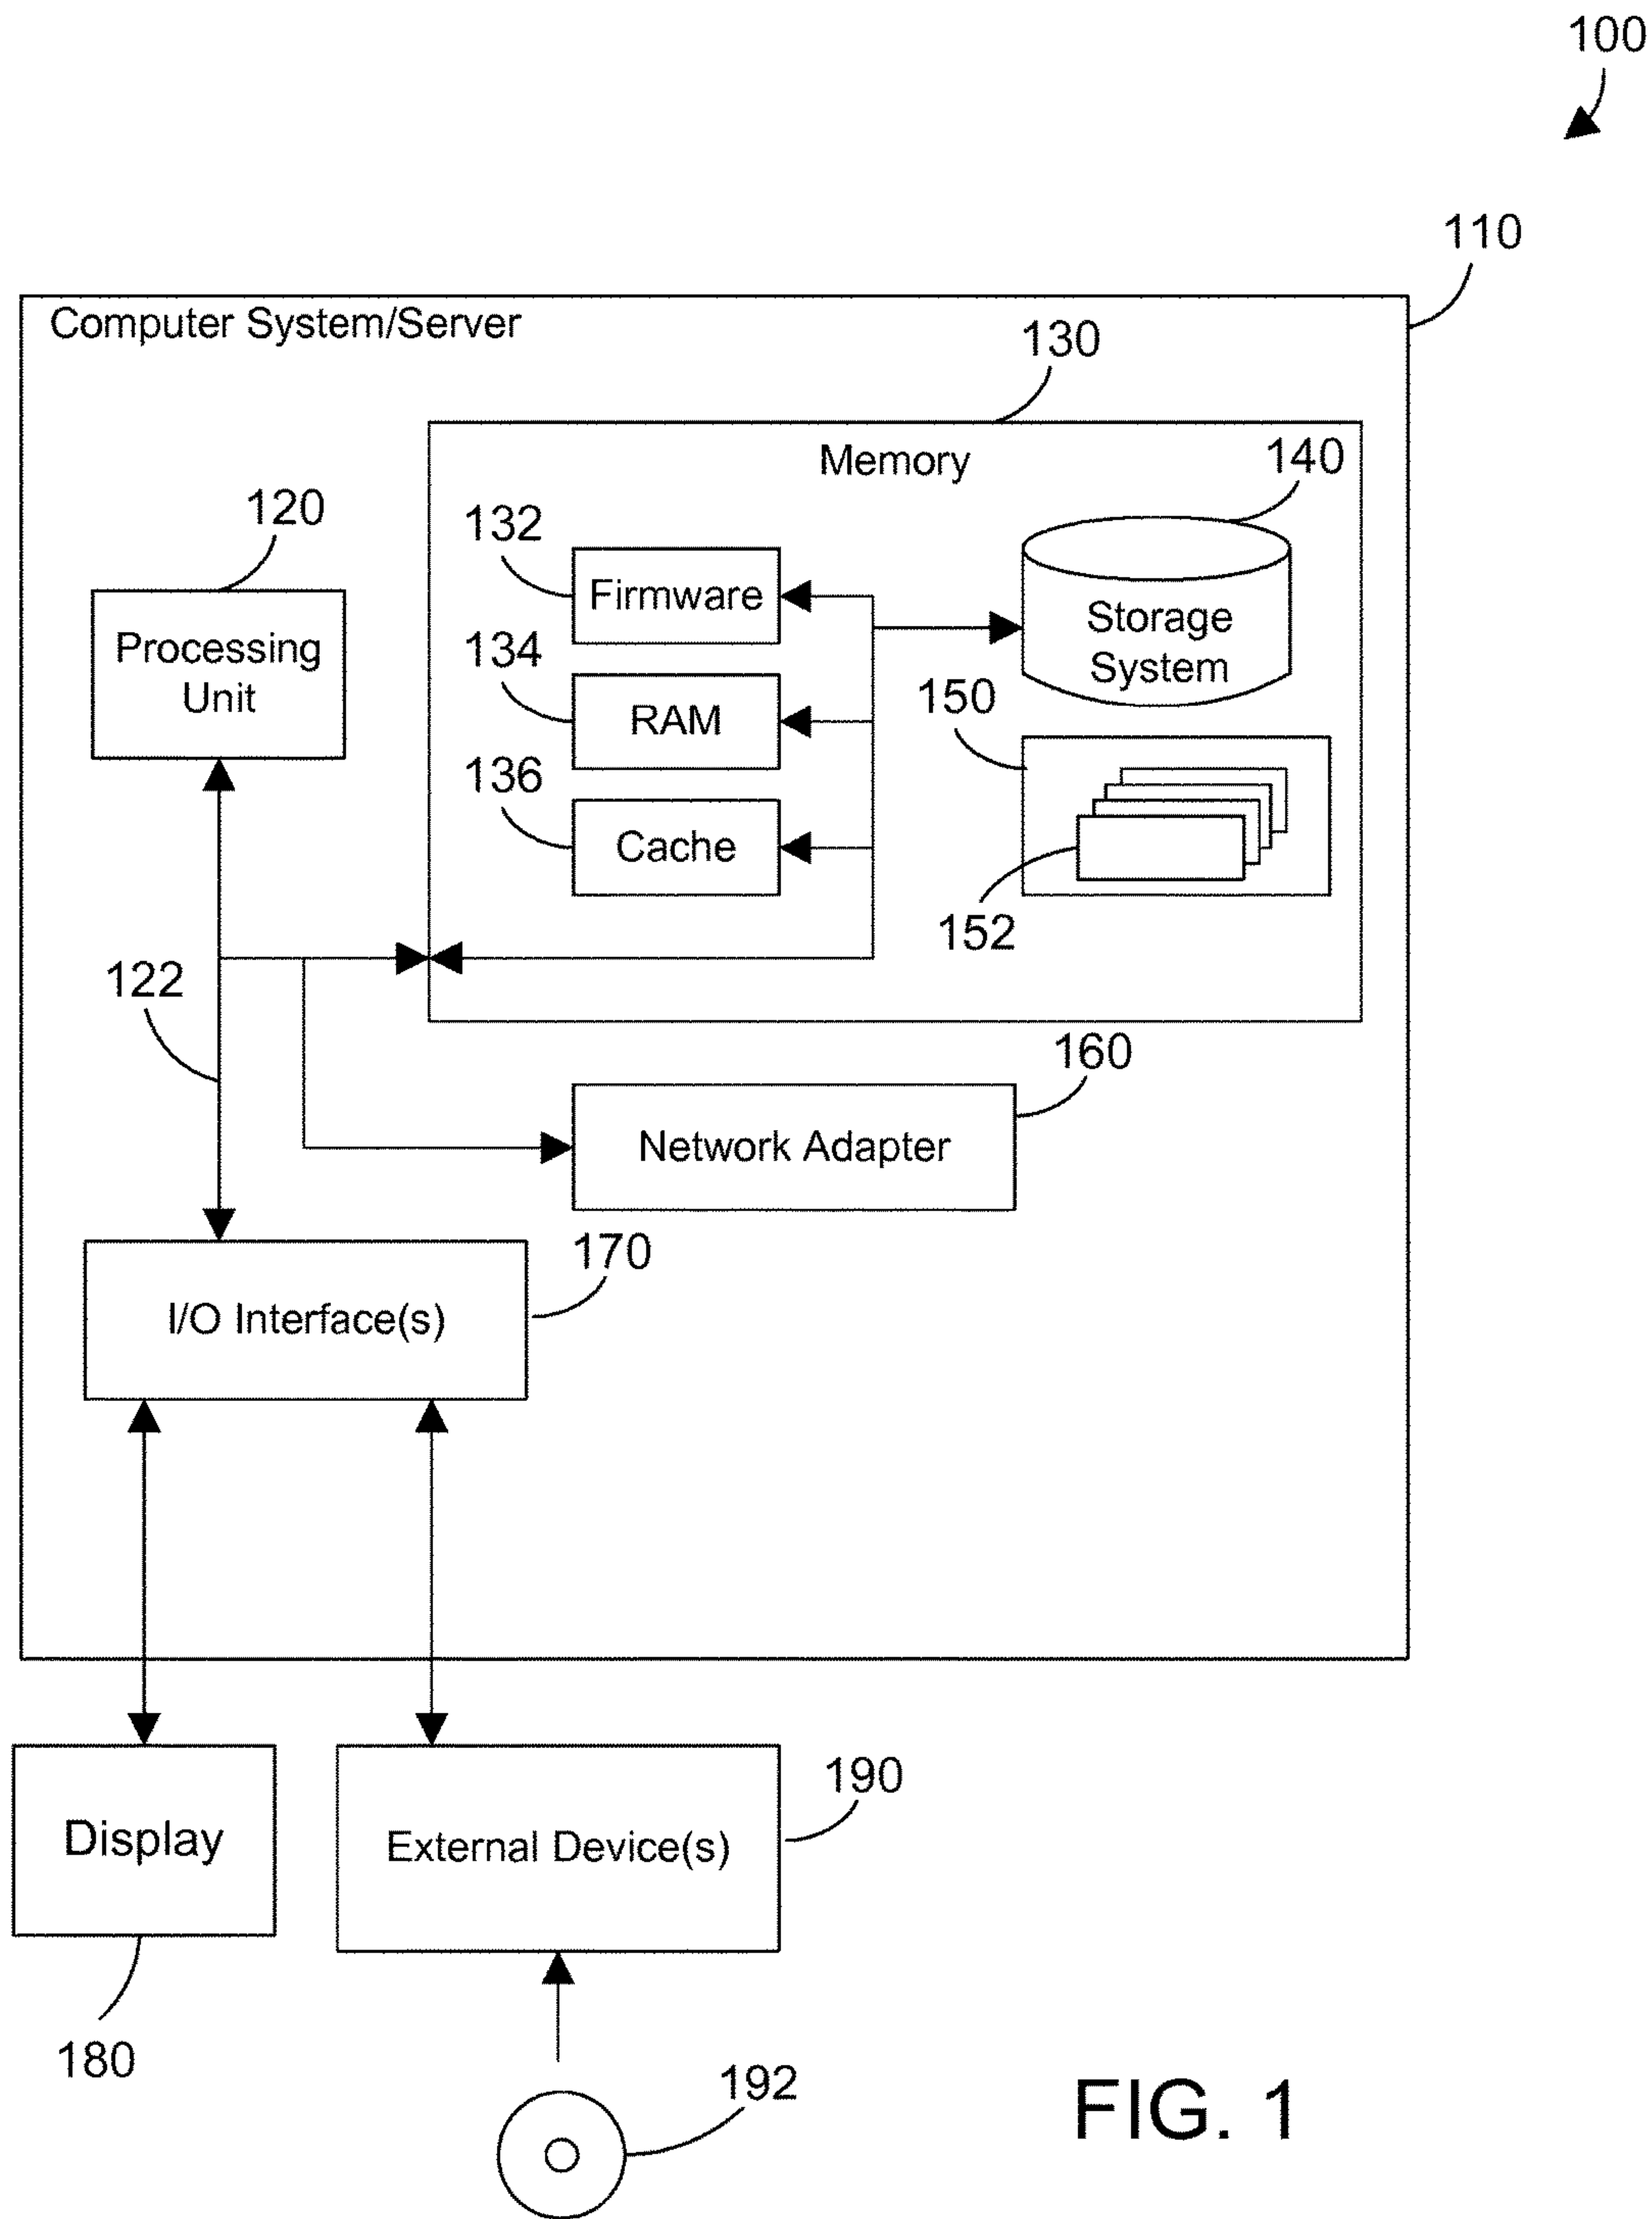 100
110
Computer System/Server
130
Memory
140
120
132
Firmware
Storage
System
Processing
Unit
134
RAM
150
136
Cache
152
122
160
Network Adapter
170
I/O Interface(s)
190
Display
External Device(s)
180
192
FIG. 1